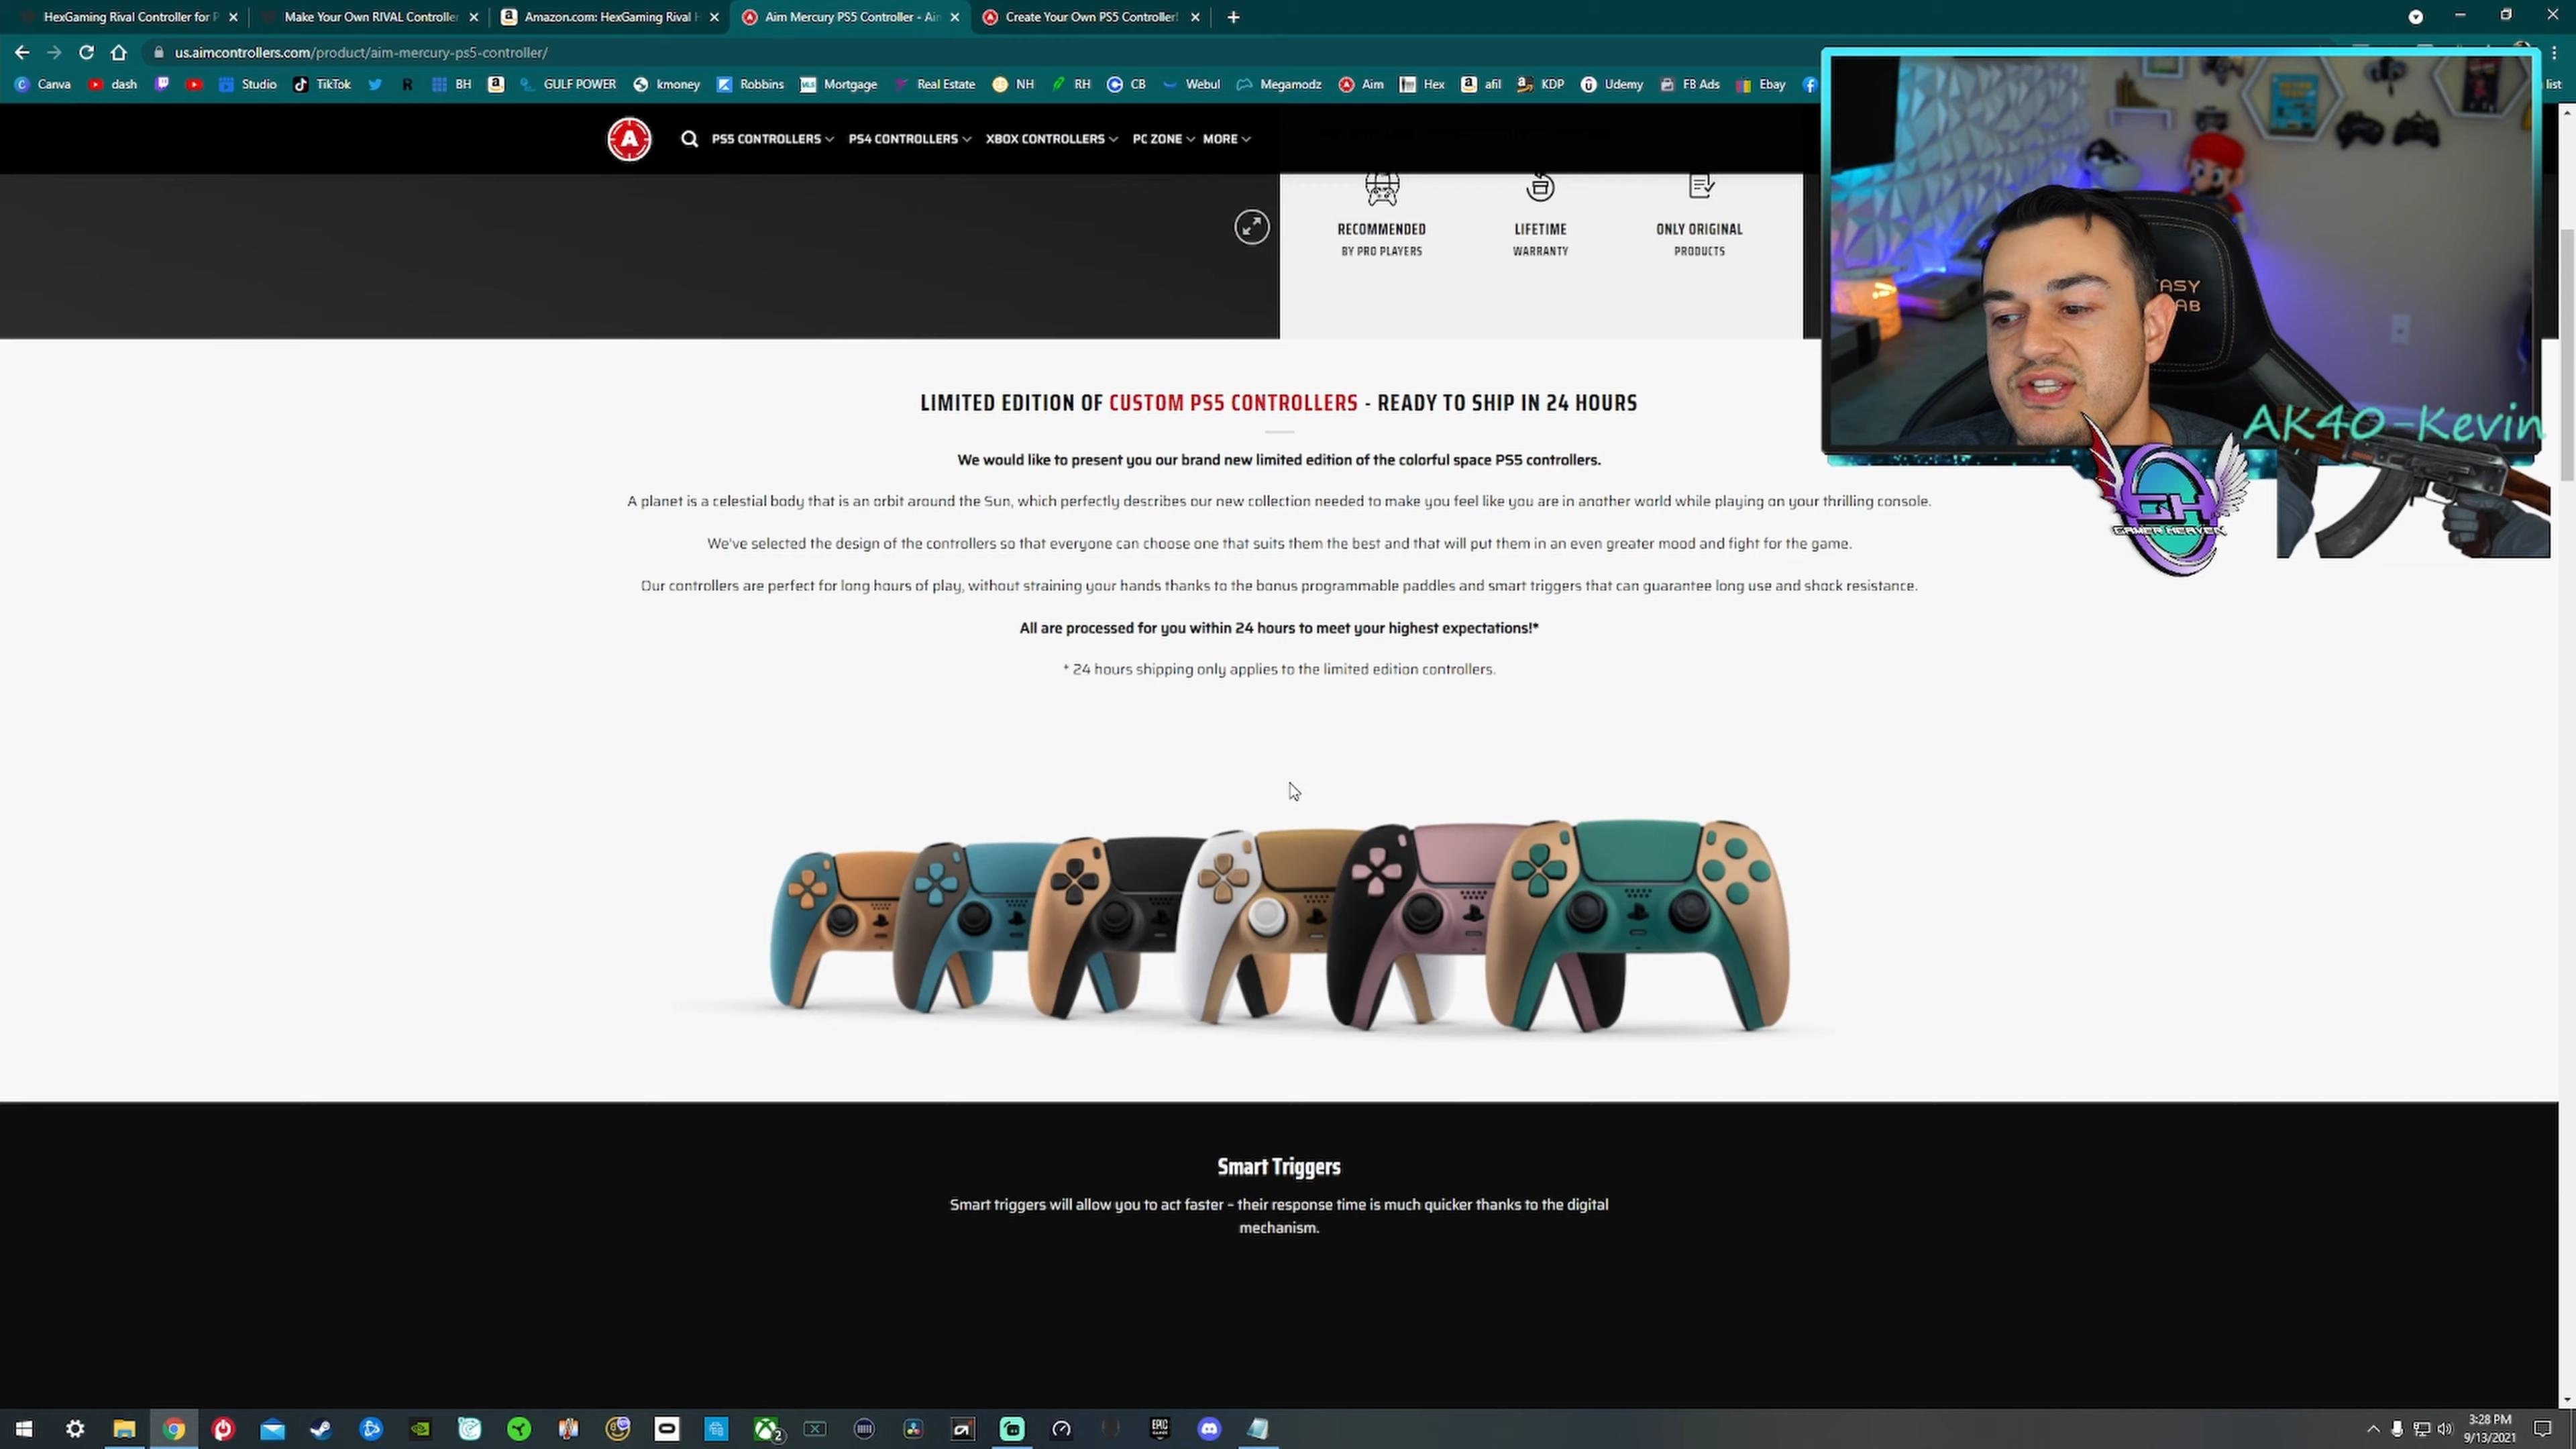 HexGaming Rival Controller for P
Make Your Own RIVAL Controller
Amazon.com: HexGaming Rival H
Aim Mercury PS5 Controller - Ai
Create Your Own PS5 Controller!
us.aimcontrollers.com/product/aim-mercury-ps5-controller/
Canva
dash
Studio
TikTok
R
BH
GULF POWER
kmoney
Robbins
Mortgage
Real Estate
NH
RH
CB
Webul
Megamodz
Aim
Hex
afil
KDP
Udemy
FB Ads
Ebay
list
A
PS5 CONTROLLERS
PS4 CONTROLLERS
XBOX CONTROLLERS
PC ZONE
MORE
RECOMMENDED
BY PRO PLAYERS
LIFETIME
WARRANTY
ONLY ORIGINAL
PRODUCTS
LIMITED EDITION OF CUSTOM PS5 CONTROLLERS - READY TO SHIP IN 24 HOURS
We would like to present you our brand new limited edition of the colorful space PS5 controllers.
A planet is a celestial body that is an orbit around the Sun, which perfectly describes our new collection needed to make you feel like you are in another world while playing on your thrilling console.
We've selected the design of the controllers so that everyone can choose one that suits them the best and that will put them in an even greater mood and fight for the game.
Our controllers are perfect for long hours of play, without straining your hands thanks to the bonus programmable paddles and smart triggers that can guarantee long use and shock resistance.
All are processed for you within 24 hours to meet your highest expectations!*
* 24 hours shipping only applies to the limited edition controllers.
AK40-Kevin
GH
GAMER HEAVEN
Smart Triggers
Smart triggers will allow you to act faster – their response time is much quicker thanks to the digital
mechanism.
EPIC
GAMES
2
3:28 PM
9/13/2021